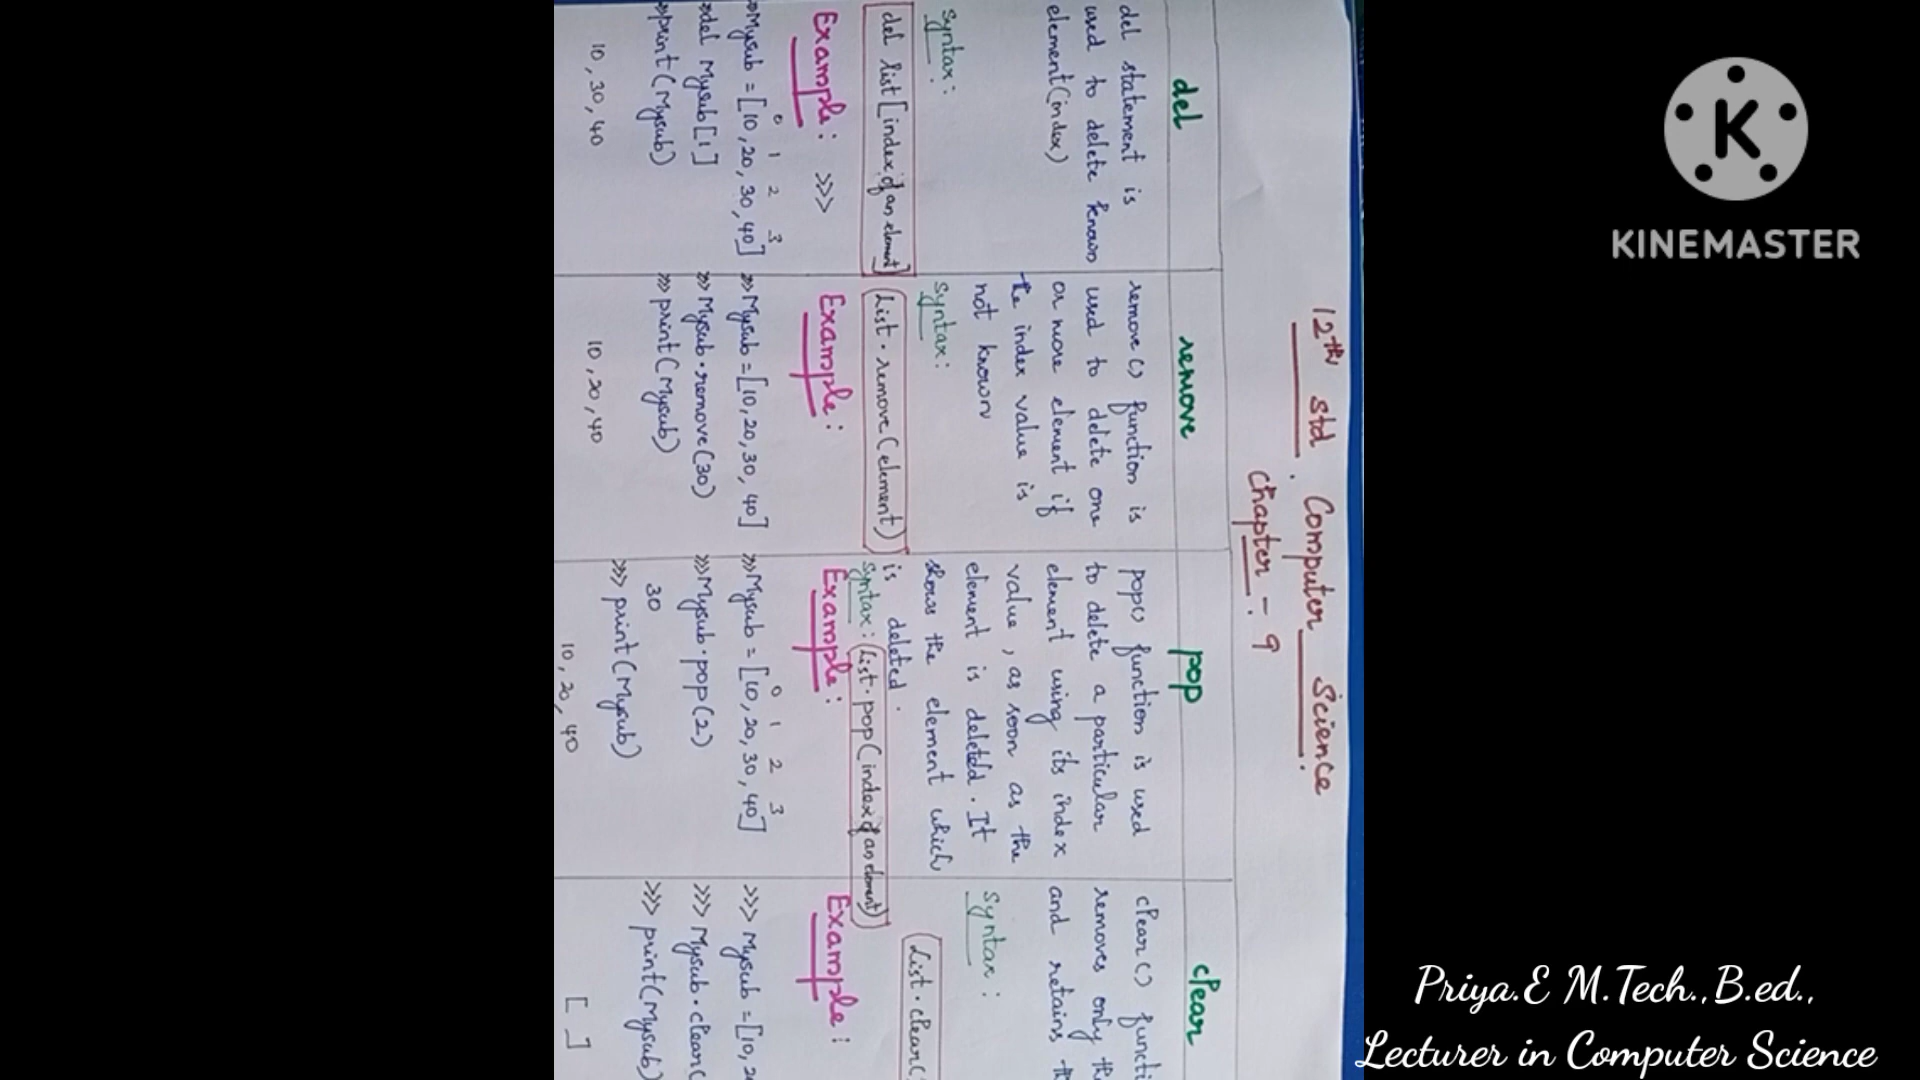 12th std Computer Science
Chapter - 9
del
del statement is
used to delete known
element (index)
Syntax:
del list [index of an element]
Example: >>>
0 1 2 3
>>> Mysub = [10, 20, 30, 40]
>>> del Mysub [1]
>>> print (Mysub)
10, 30, 40
remove
remove () function is
used to delete one
or more element if
the index value is
not known
Syntax:
List . remove (element)
Example:
>>> Mysub = [10, 20, 30, 40]
>>> Mysub . remove (30)
>>> print (Mysub)
10, 20, 40
pop
pop () function is used
to delete a particular
element using its index
value, as soon as the
element is deleted. It
shows the element which
is deleted.
Syntax: List . pop (index of an element)
Example:
0 1 2 3
>>> Mysub = [10, 20, 30, 40]
>>> Mysub . pop (2)
30
>>> print (Mysub)
10, 20, 40
clear
clear () functi
removes only th
and retains th
Syntax:
List . clear (
Example:
>>> Mysub = [10, 20
>>> Mysub . clear (
>>> print (Mysub)
[ ]
K
KINEMASTER
Priya.E M.Tech.,B.ed.,
Lecturer in Computer Science